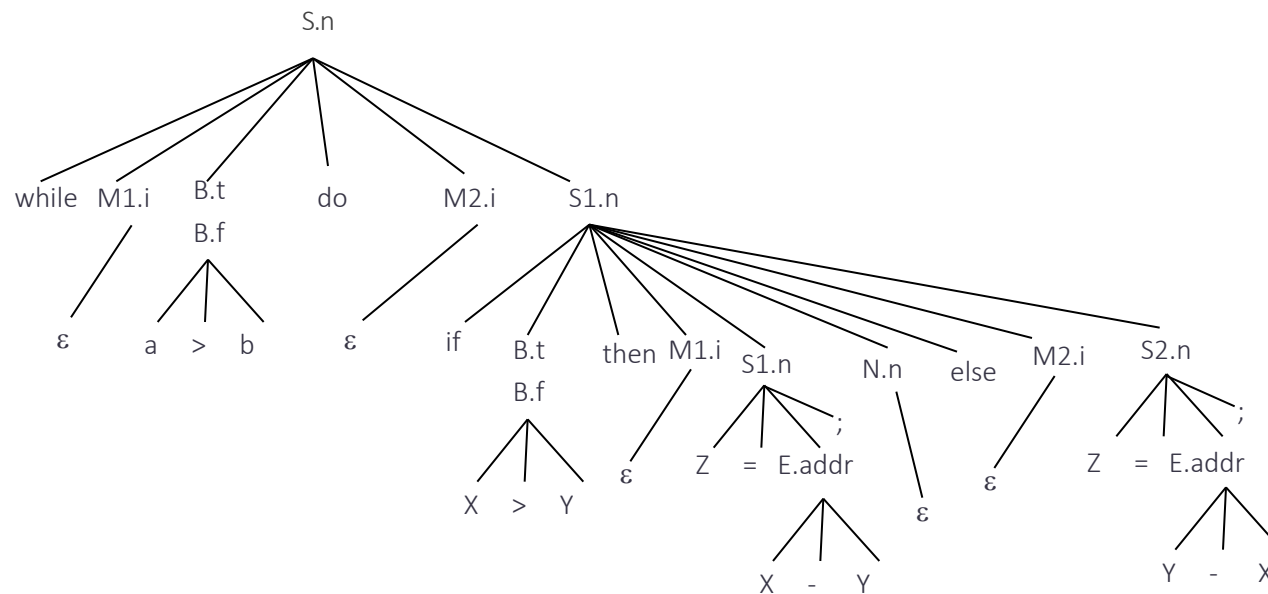 S.n
while M1.i B.t do M2.i S1.n
B.f
ε a > b ε if B.t then M1.i S1.n N.n else M2.i S2.n
B.f
; ;
ε Z = E.addr ε Z = E.addr
X > Y ε
X - Y Y - X